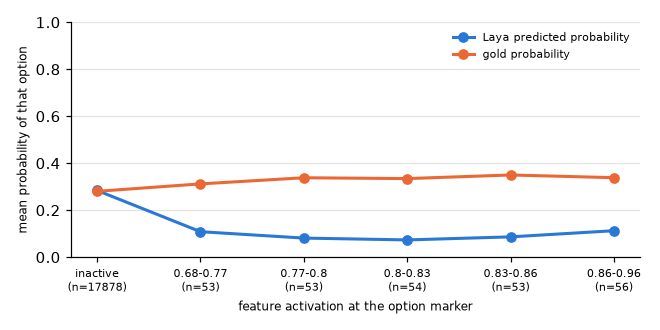 1.0
0.8
0.6
0.4
0.2
0.0
mean probability of that option
Laya predicted probability
gold probability
inactive
(n=17878)
0.68-0.77
(n=53)
0.77-0.8
(n=53)
0.8-0.83
(n=54)
0.83-0.86
(n=53)
0.86-0.96
(n=56)
feature activation at the option marker